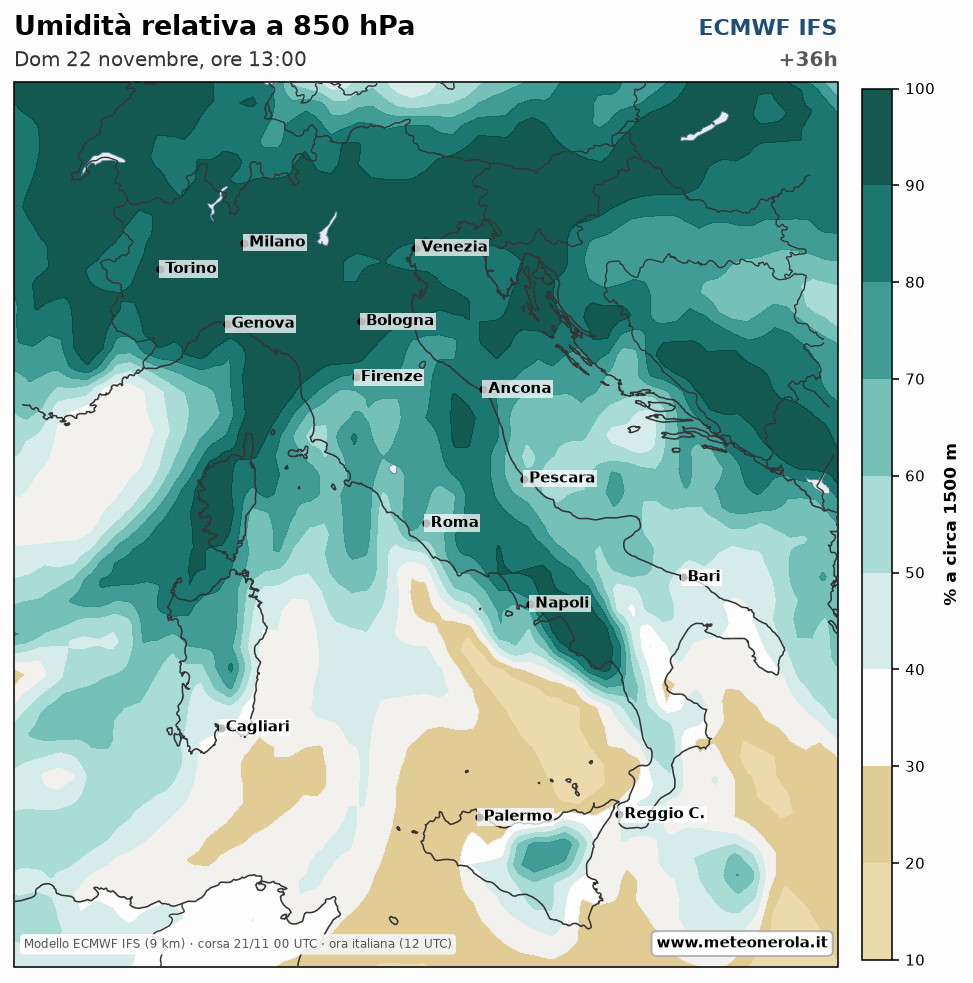 Umidità relativa a 850 hPa
ECMWF IFS
Dom 22 novembre, ore 13:00
+36h
Milano
Venezia
Torino
Genova
Bologna
Firenze
Ancona
Pescara
Roma
Bari
Napoli
Cagliari
Palermo
Reggio C.
Modello ECMWF IFS (9 km) · corsa 21/11 00 UTC · ora italiana (12 UTC)
www.meteonerola.it
100
90
80
70
60
50
40
30
20
10
% a circa 1500 m